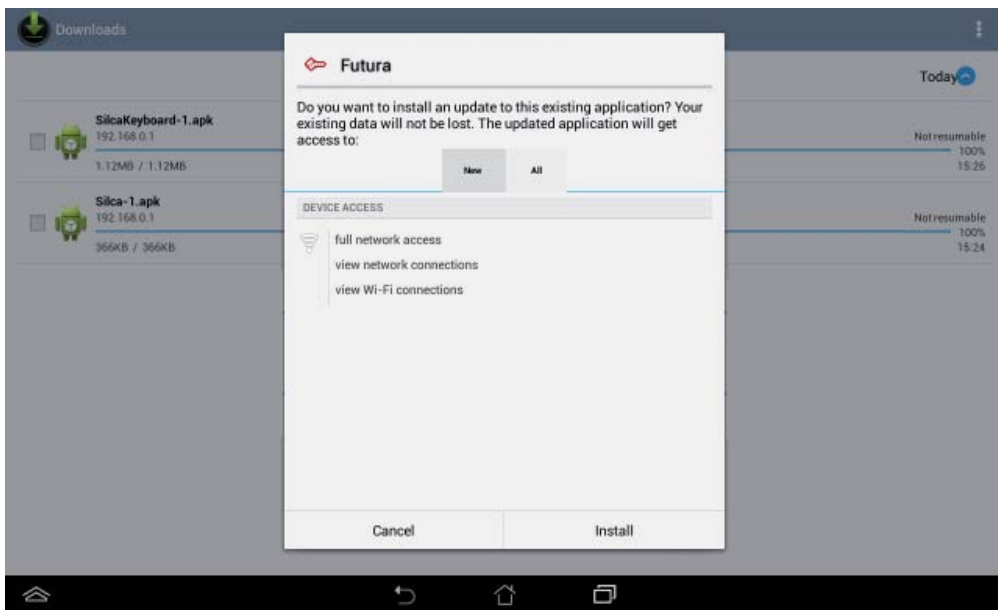 Downloads
Today
SilcaKeyboard-1.apk
192.168.0.1
Not resumable
100%
1.12MB / 1.12MB
15:26
Silca-1.apk
192.168.0.1
Not resumable
100%
366KB / 366KB
15:24
Futura
Do you want to install an update to this existing application? Your
existing data will not be lost. The updated application will get
access to:
New
All
DEVICE ACCESS
full network access
view network connections
view Wi-Fi connections
Cancel
Install